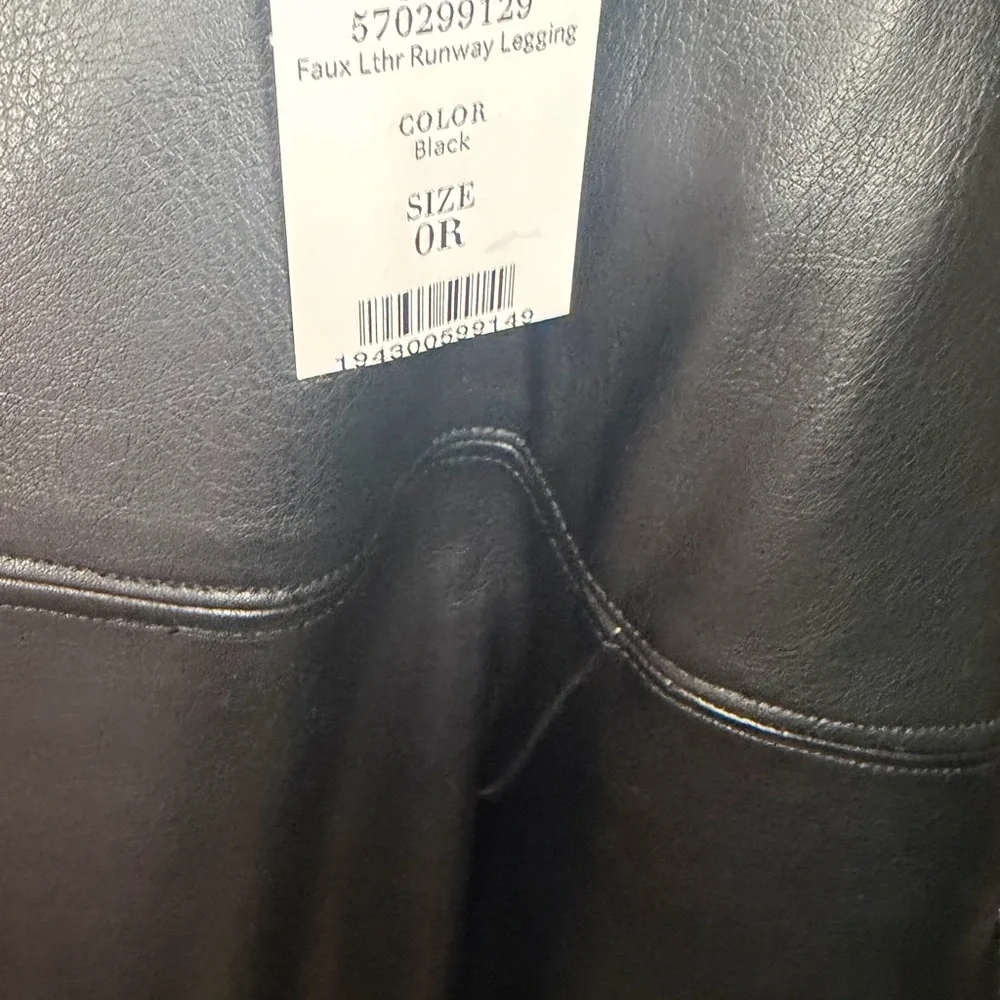 570299129
Faux Lthr Runway Legging
COLOR
Black
SIZE
0R
194300599149